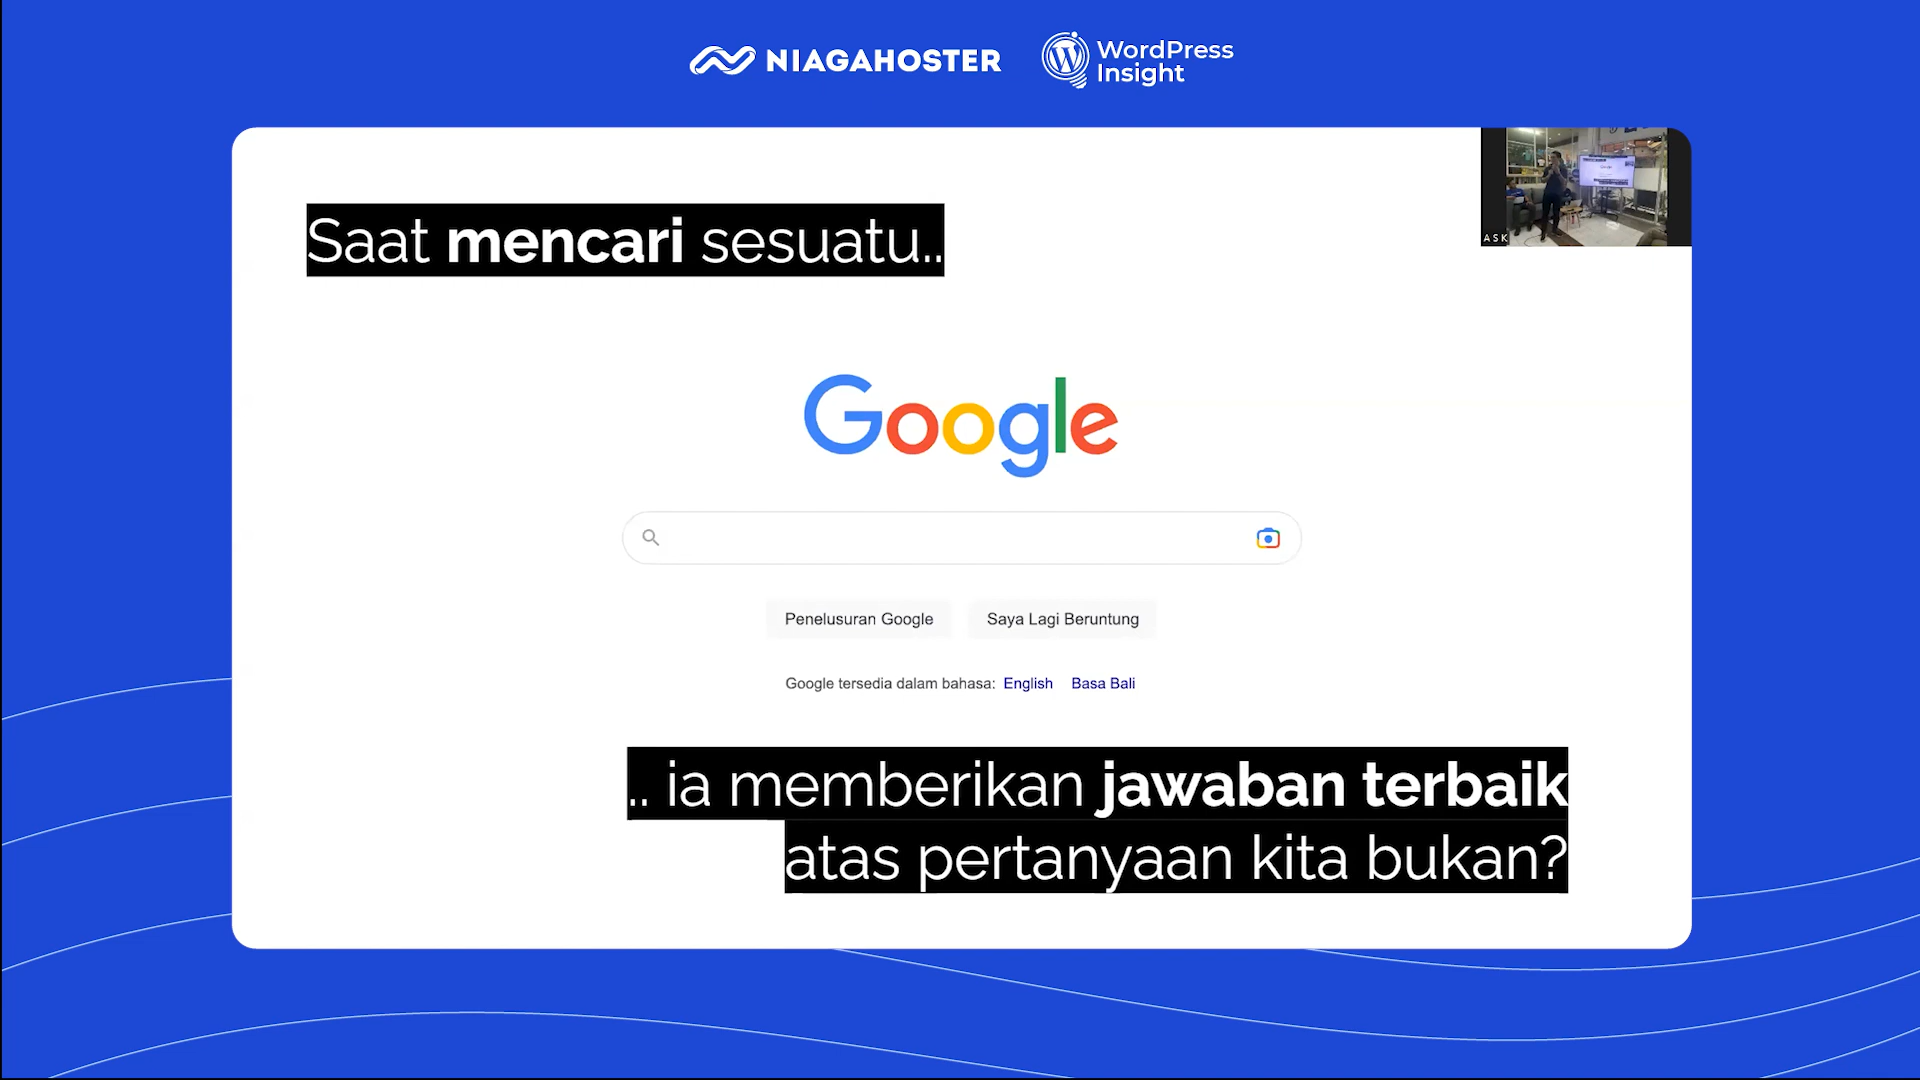 NIAGAHOSTER
WordPress
Insight
Saat mencari sesuatu..
ASK
Google
Penelusuran Google
Saya Lagi Beruntung
Google tersedia dalam bahasa: English Basa Bali
.. ia memberikan jawaban terbaik
atas pertanyaan kita bukan?